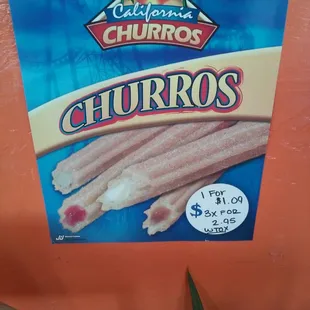 California
CHURROS
CHURROS
1 FOR
$1.09
$ 3x FOR
2.95
W TAX